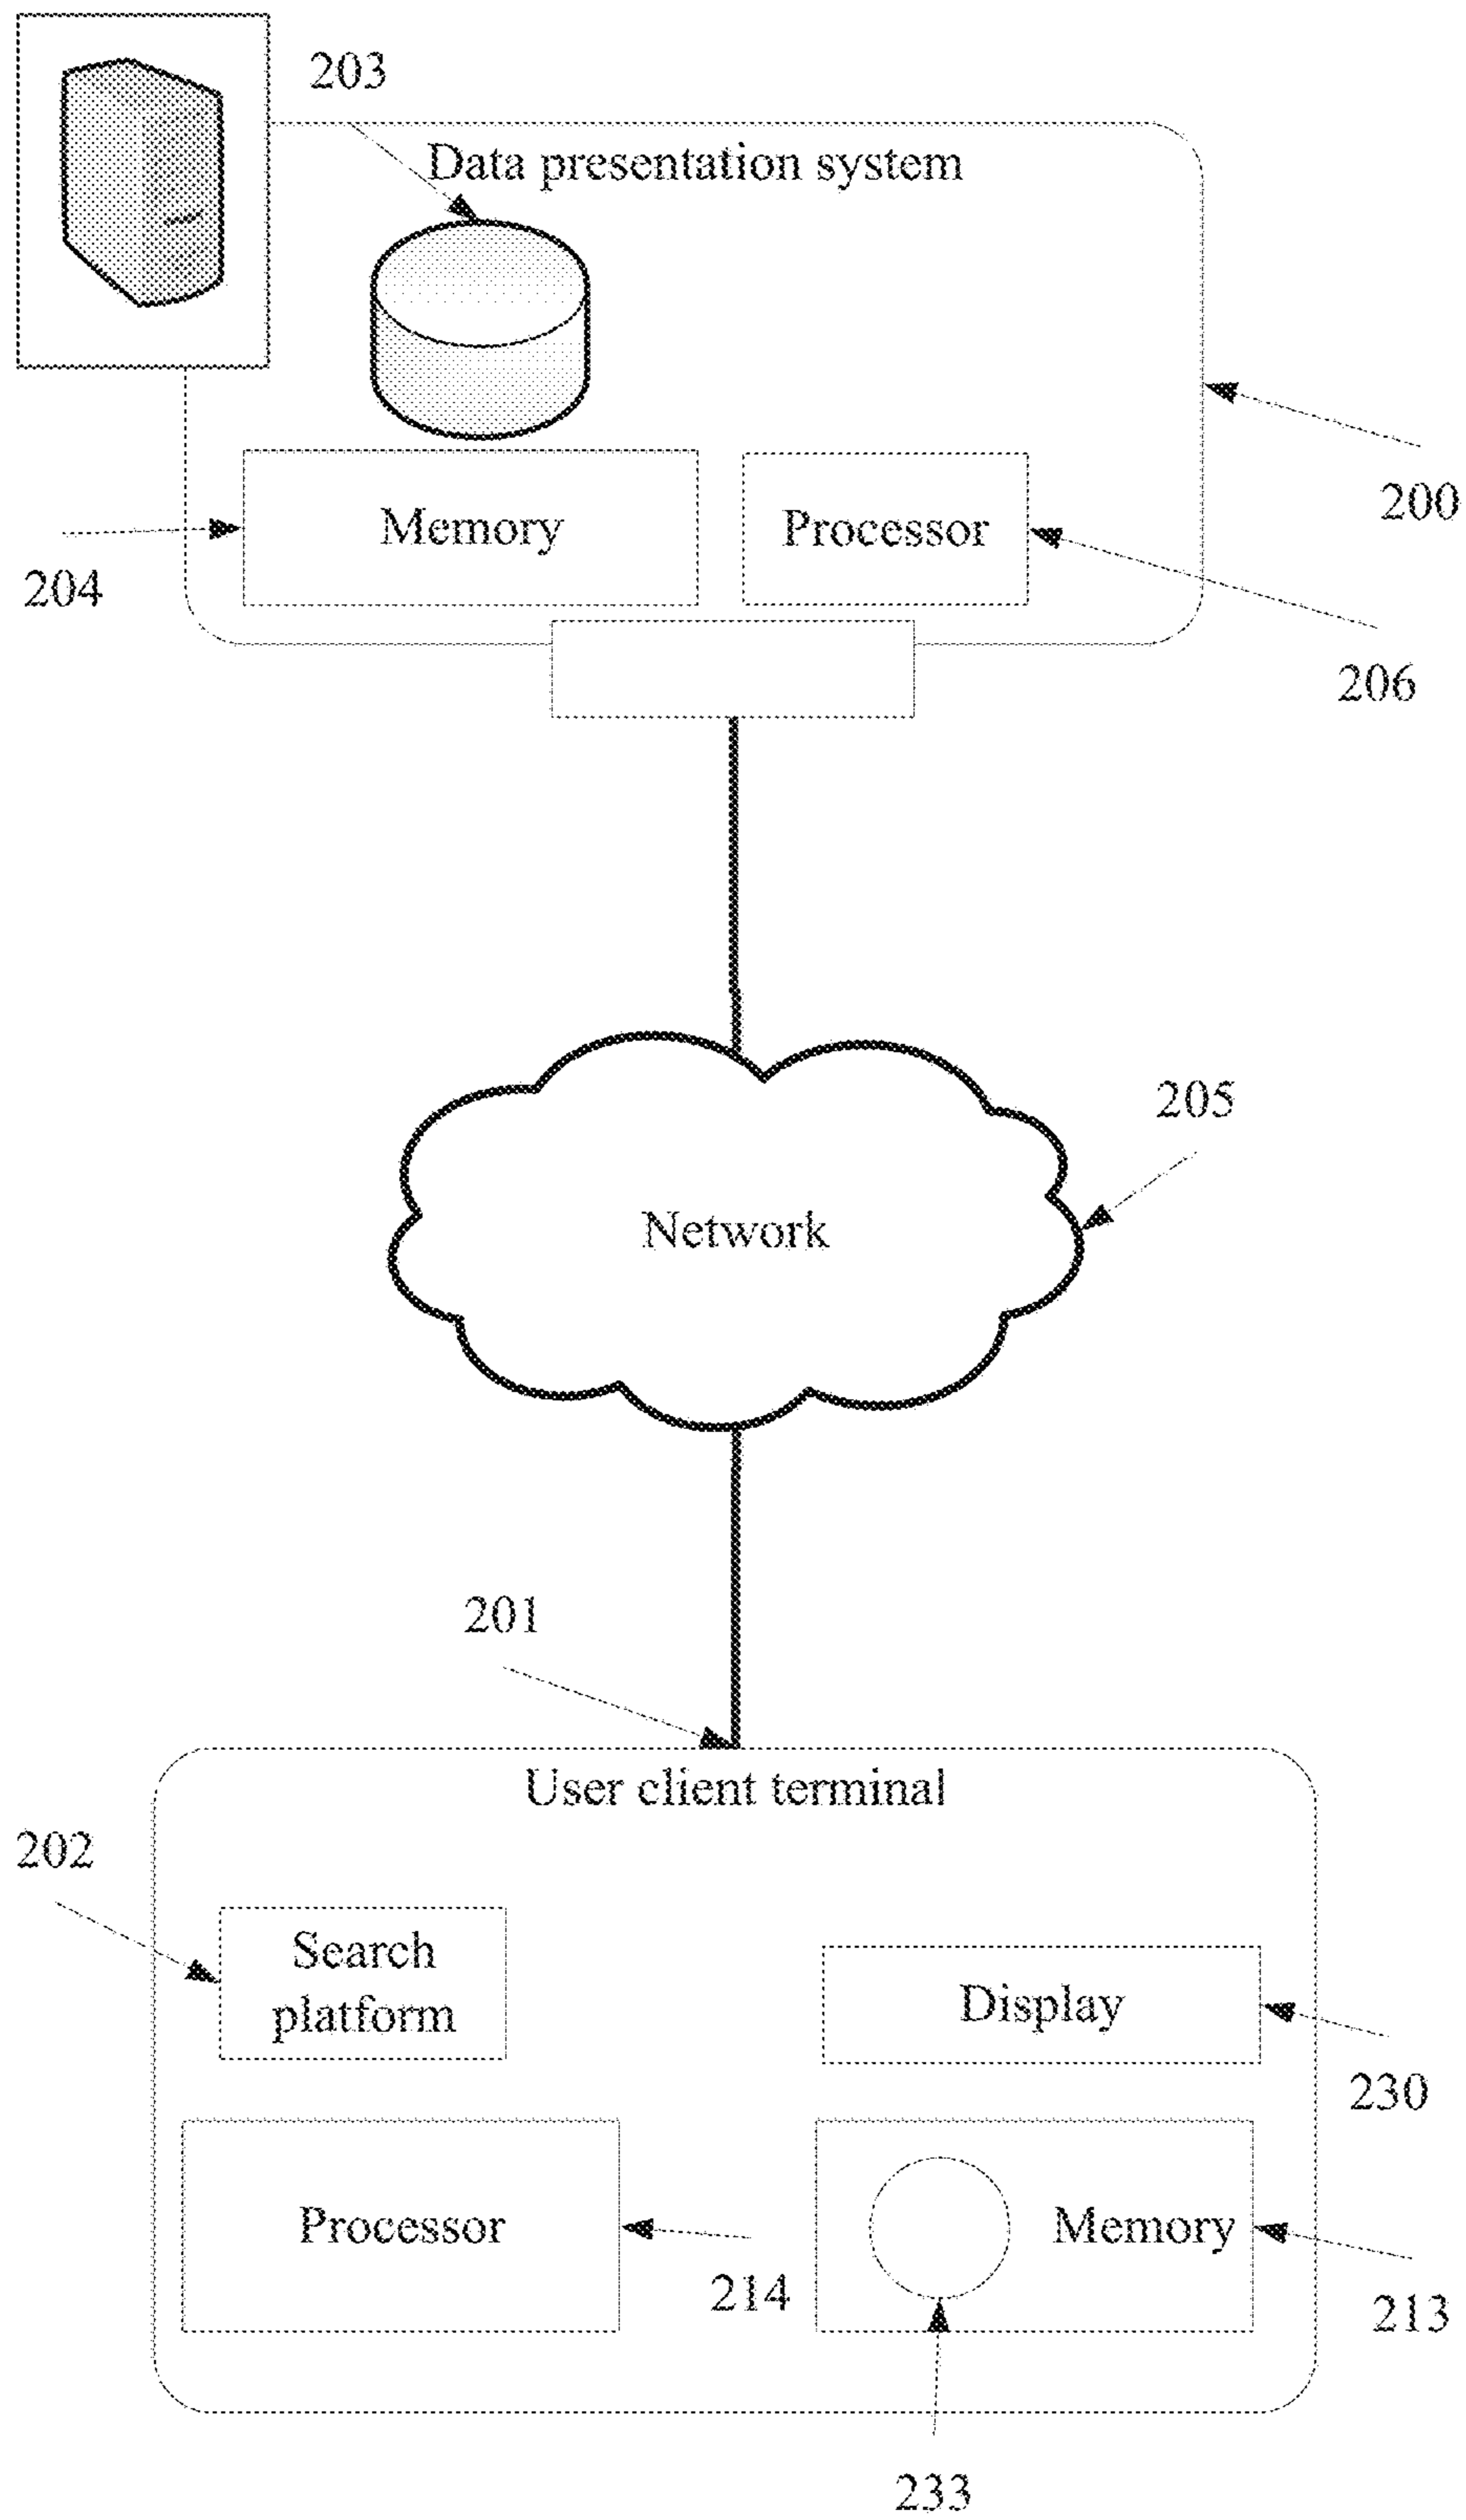 203
Data presentation system
200
Memory
Processor
204
206
205
Network
201
User client terminal
202
Search
platform
Display
230
Processor
Memory
214
213
233